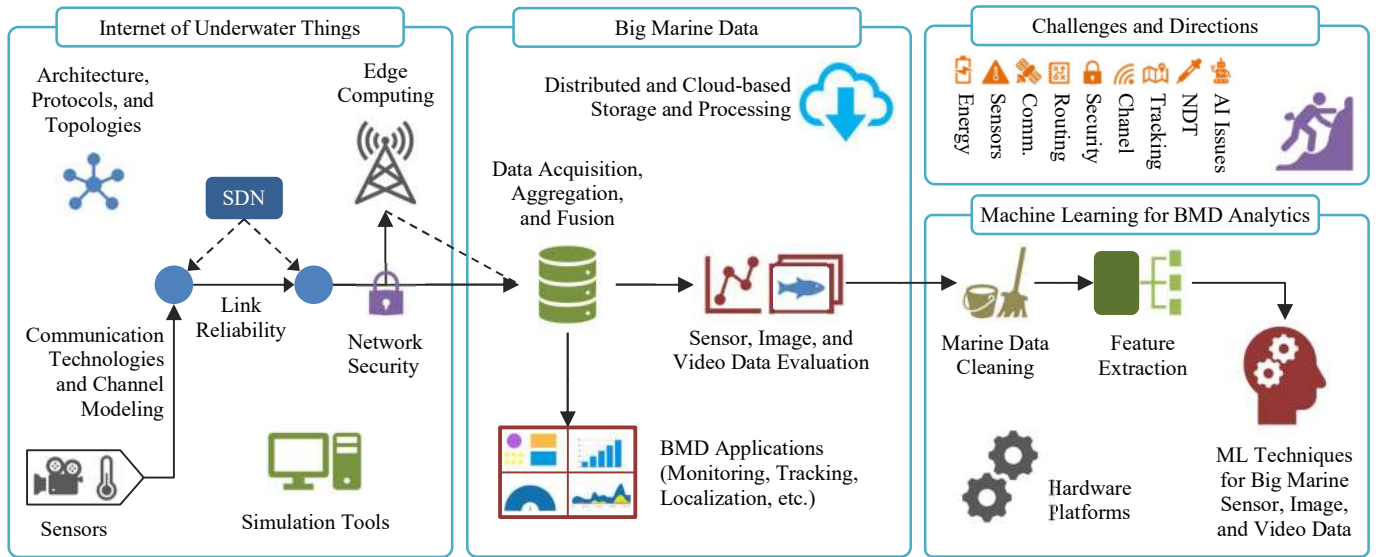 Internet of Underwater Things
Architecture,
Protocols, and
Topologies
Edge
Computing
SDN
Link
Reliability
Communication
Technologies
and Channel
Modeling
Network
Security
Sensors
Simulation Tools
Big Marine Data
Distributed and Cloud-based
Storage and Processing
Data Acquisition,
Aggregation,
and Fusion
Sensor, Image, and
Video Data Evaluation
BMD Applications
(Monitoring, Tracking,
Localization, etc.)
Challenges and Directions
Energy
Sensors
Comm.
Routing
Security
Channel
Tracking
NDT
AI Issues
Machine Learning for BMD Analytics
Marine Data
Cleaning
Feature
Extraction
Hardware
Platforms
ML Techniques
for Big Marine
Sensor, Image,
and Video Data